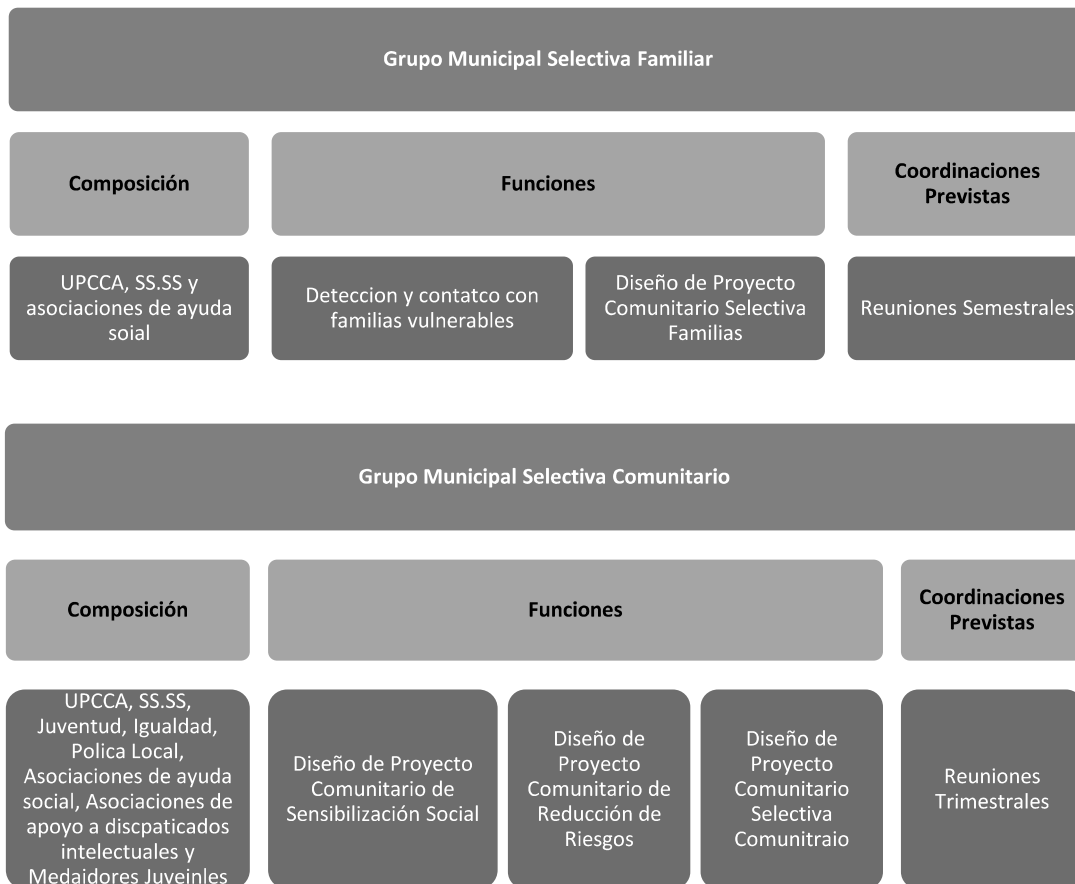 Grupo Municipal Selectiva Familiar
Composición
Funciones
Coordinaciones
Previstas
UPCCA, SS.SS y
asociaciones de ayuda
soial
Deteccion y contatco con
familias vulnerables
Diseño de Proyecto
Comunitario Selectiva
Familias
Reuniones Semestrales
Grupo Municipal Selectiva Comunitario
Composición
Funciones
Coordinaciones
Previstas
UPCCA, SS.SS,
Juventud, Igualdad,
Polica Local,
Asociaciones de ayuda
social, Asociaciones de
apoyo a discpaticados
intelectuales y
Medaidores Juveinles
Diseño de Proyecto
Comunitario de
Sensibilización Social
Diseño de
Proyecto
Comunitario de
Reducción de
Riesgos
Diseño de
Proyecto
Comunitario
Selectiva
Comunitraio
Reuniones
Trimestrales